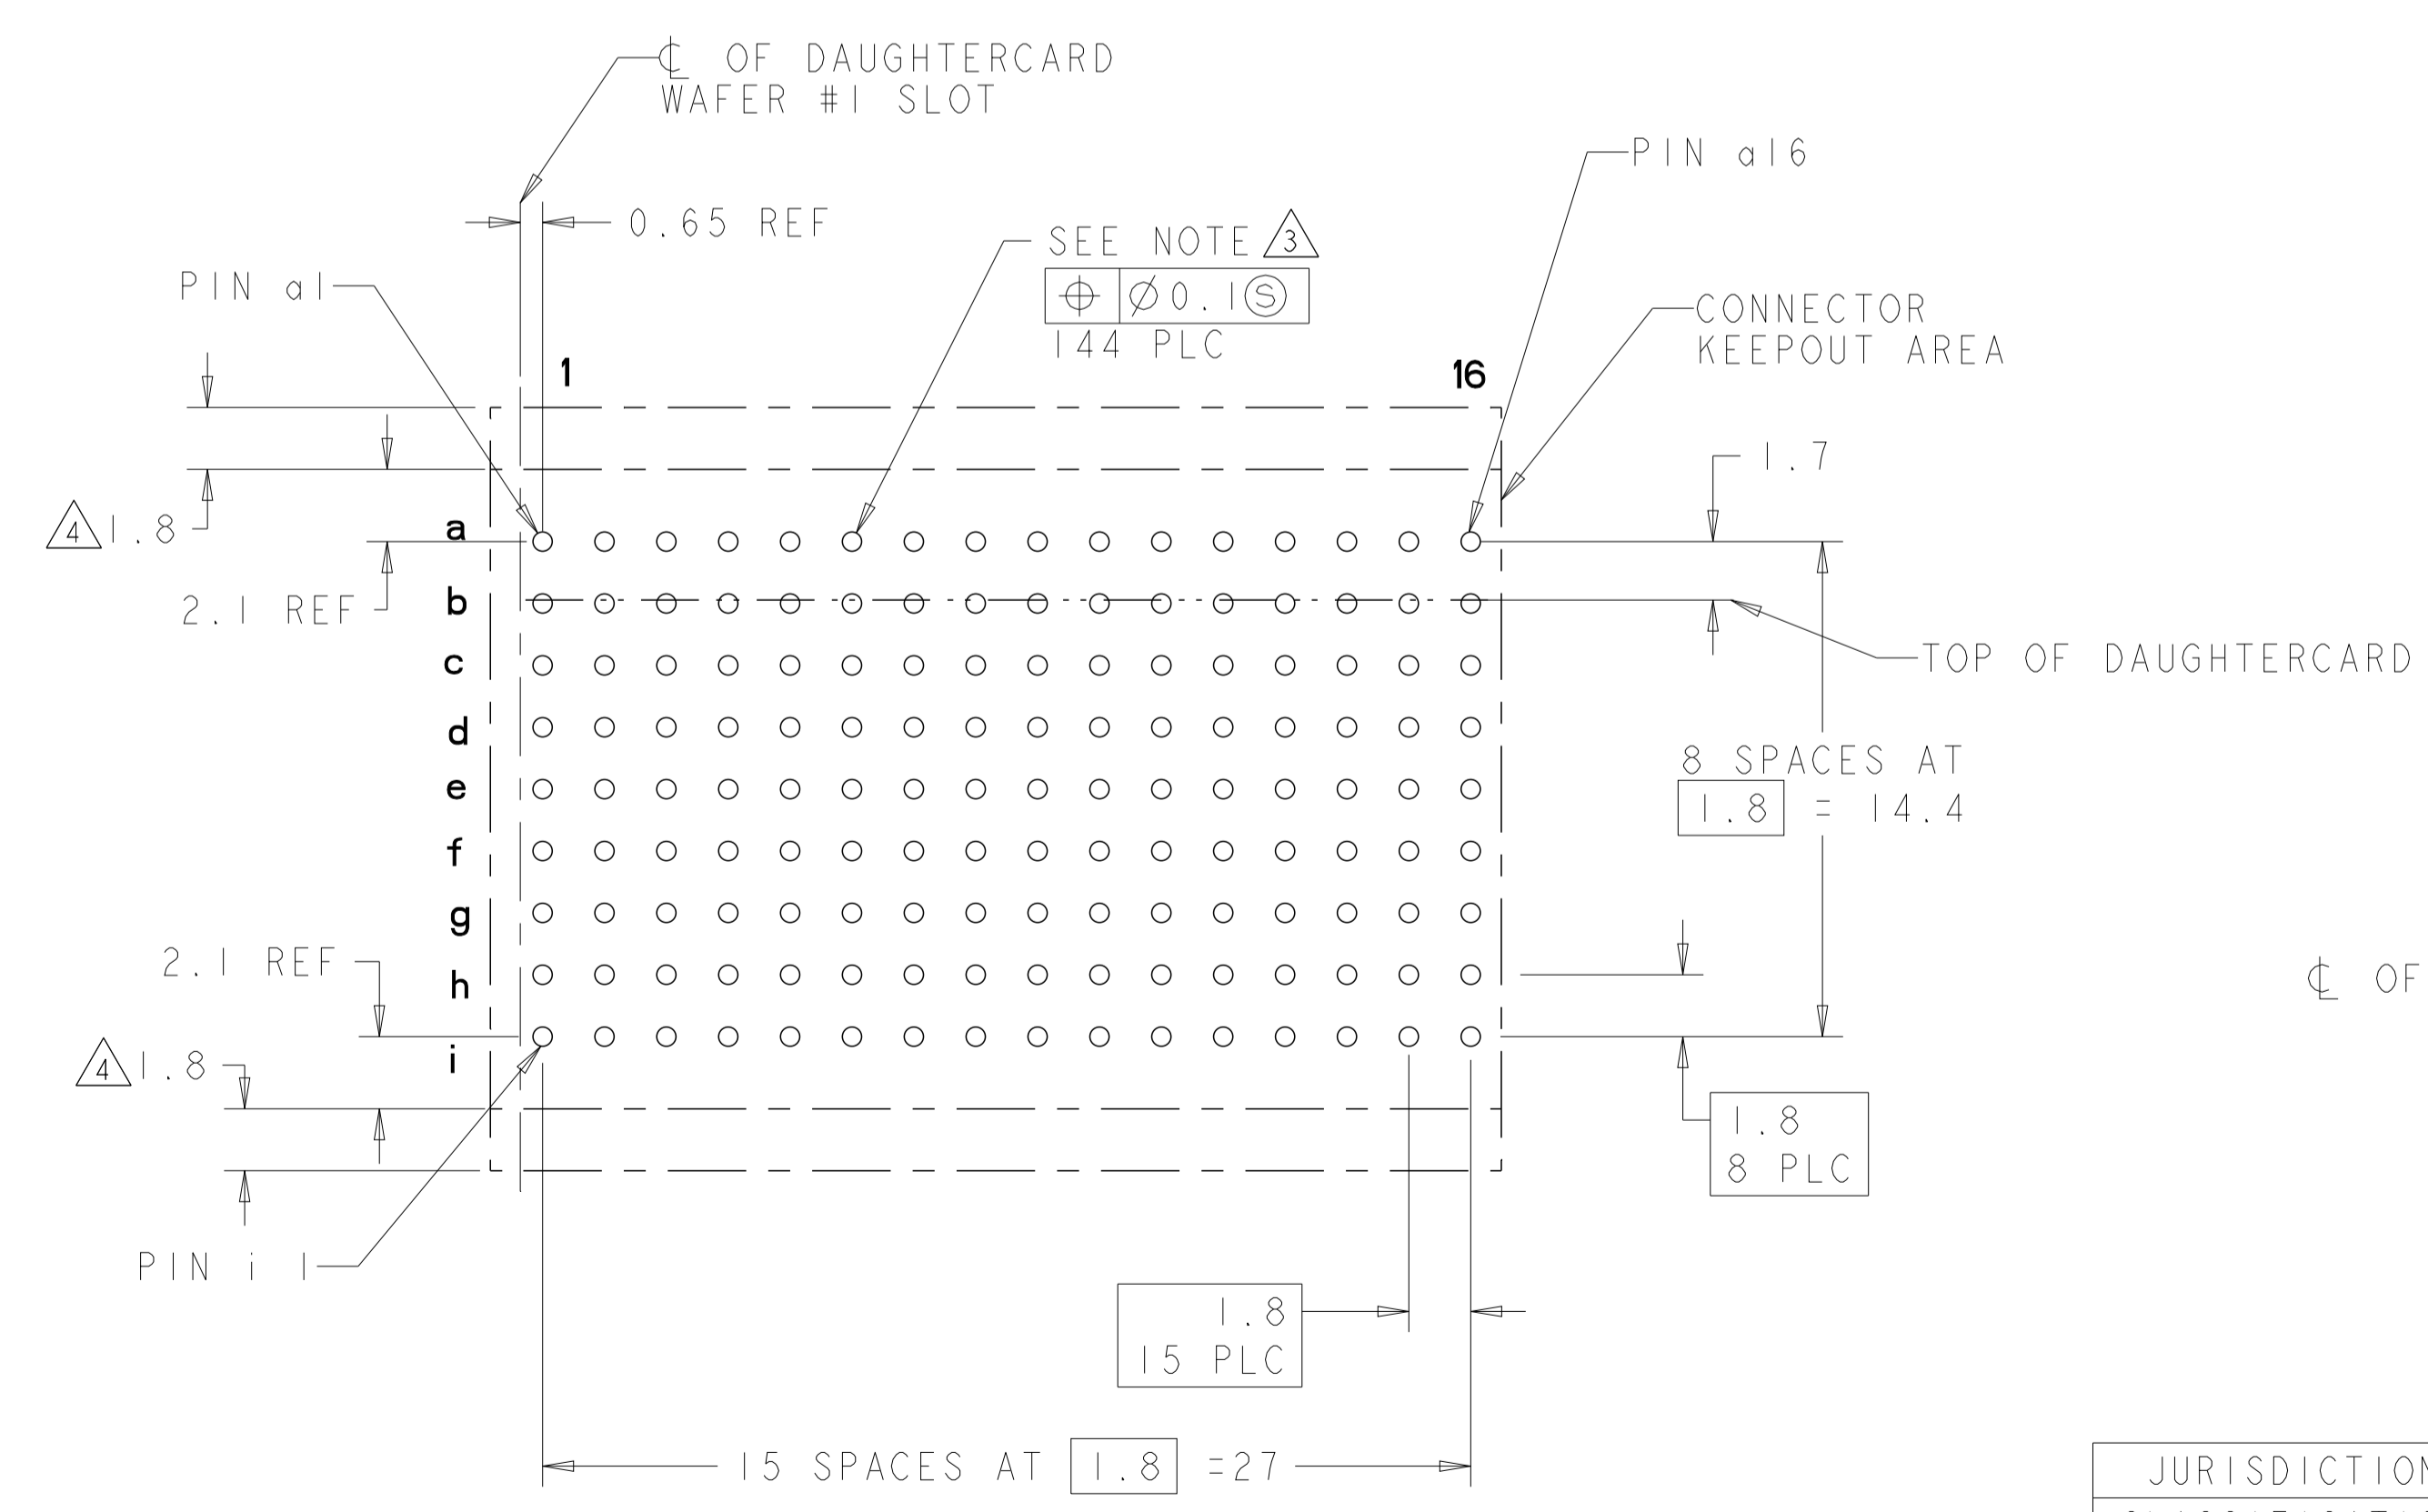 ℄ OF DAUGHTERCARD
WAFER #1 SLOT
PIN a16
0.65 REF
SEE NOTE 3
PIN a1
⌖ ⌀0.1Ⓢ
CONNECTOR
KEEPOUT AREA
144 PLC
1
16
1.7
4 1.8
a
2.1 REF
b
TOP OF DAUGHTERCARD
c
d
8 SPACES AT
e
1.8 = 14.4
f
g
2.1 REF
h
℄ OF
4 1.8
i
1.8
8 PLC
PIN i 1
1.8
15 PLC
15 SPACES AT 1.8 =27
JURISDICTION